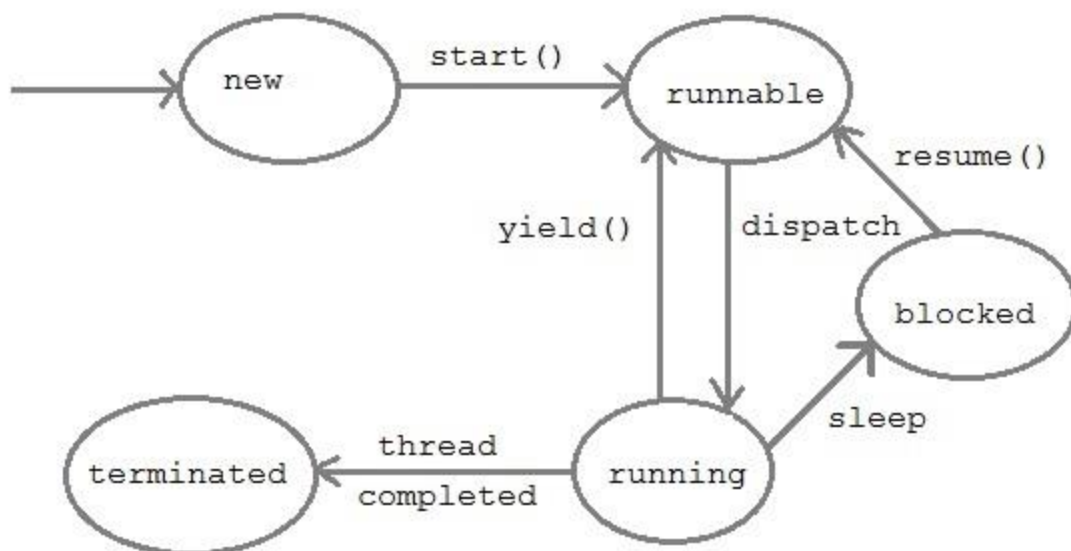 new
start()
runnable
resume()
yield()
dispatch
blocked
sleep
thread
completed
terminated
running